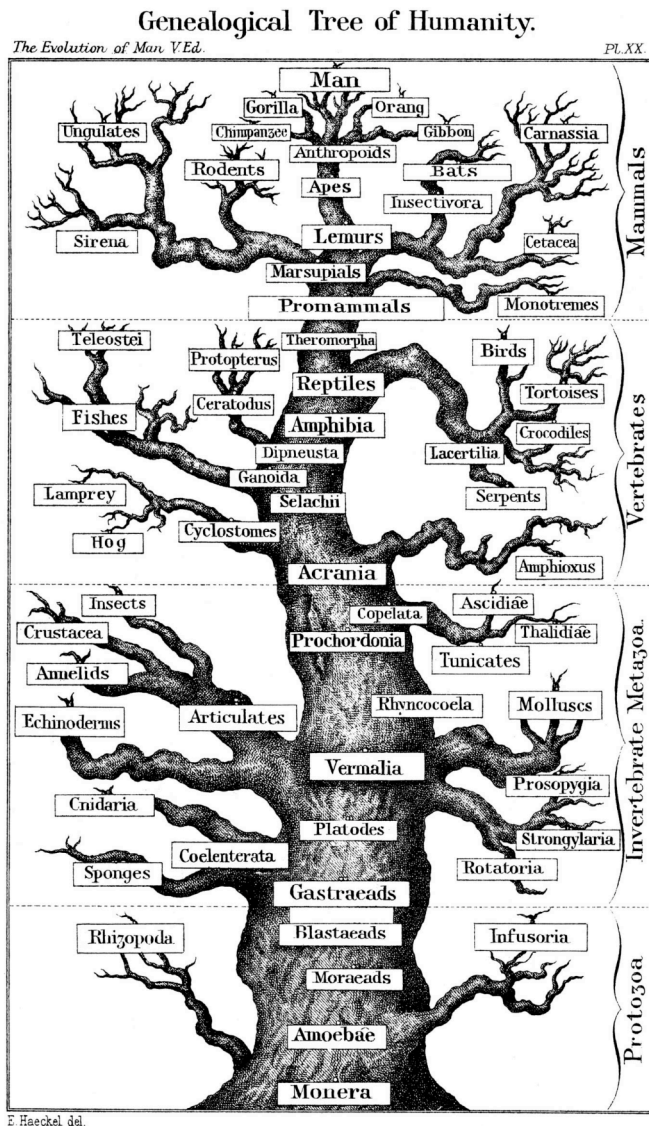 Genealogical Tree of Humanity.
The Evolution of Man V.Ed.
Pl.XX.
Man
Gorilla
Orang
Ungulates
Chimpanzee
Gibbon
Carnassia
Anthropoids
Rodents
Bats
Apes
Insectivora
Sirena
Lemurs
Cetacea
Marsupials
Promammals
Monotremes
Mammals
Teleostei
Theromorpha
Birds
Protopterus
Reptiles
Tortoises
Ceratodus
Fishes
Amphibia
Crocodiles
Dipneusta
Lacertilia
Ganoida
Lamprey
Selachii
Serpents
Cyclostomes
Hog
Amphioxus
Acrania
Vertebrates
Insects
Copelata
Ascidiae
Crustacea
Thalidiae
Prochordonia
Tunicates
Annelids
Rhyncocoela
Molluscs
Articulates
Echinoderms
Vermalia
Prosopygia
Cnidaria
Platodes
Strongylaria
Coelenterata
Rotatoria
Sponges
Gastraeads
Invertebrate Metazoa.
Blastaeads
Rhizopoda
Infusoria
Moraeads
Amoebae
Monera
Protozoa
E. Haeckel del.